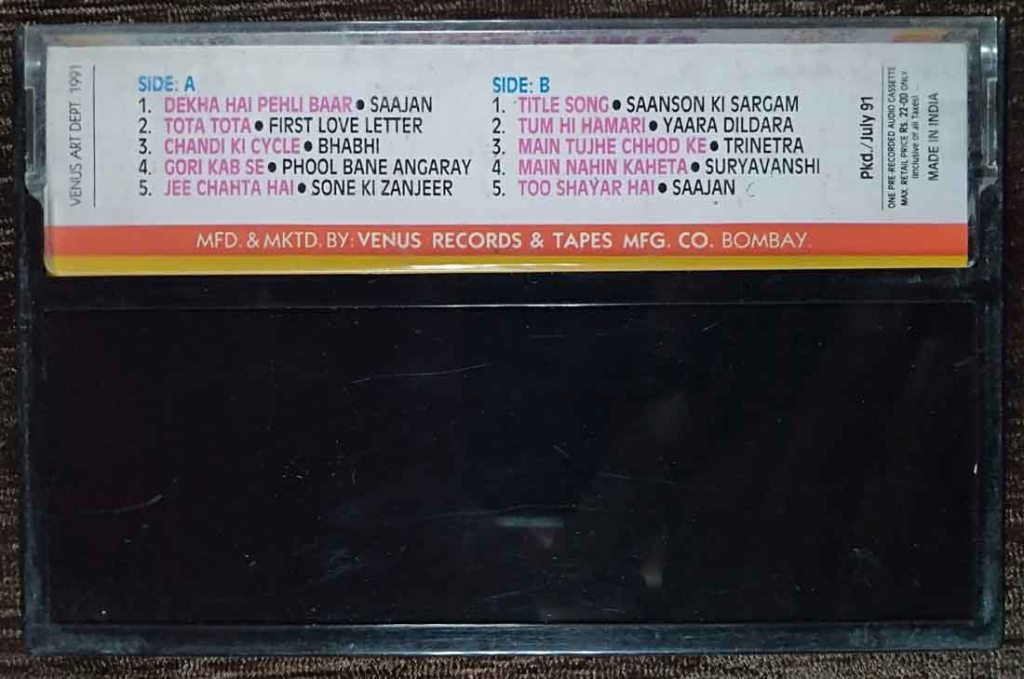 VENUS ART DEPT. 1991
SIDE: A
1. DEKHA HAI PEHLI BAAR ● SAAJAN
2. TOTA TOTA ● FIRST LOVE LETTER
3. CHANDI KI CYCLE ● BHABHI
4. GORI KAB SE ● PHOOL BANE ANGARAY
5. JEE CHAHTA HAI ● SONE KI ZANJEER
SIDE: B
1. TITLE SONG ● SAANSON KI SARGAM
2. TUM HI HAMARI ● YAARA DILDARA
3. MAIN TUJHE CHHOD KE ● TRINETRA
4. MAIN NAHIN KAHETA ● SURYAVANSHI
5. TOO SHAYAR HAI ● SAAJAN
Pkd./July 91
ONE PRE-RECORDED AUDIO CASSETTE
MAX. RETAIL PRICE RS. 22-00 ONLY
(Inclusive of all Taxes)
MADE IN INDIA
MFD. & MKTD. BY: VENUS RECORDS & TAPES MFG. CO. BOMBAY.